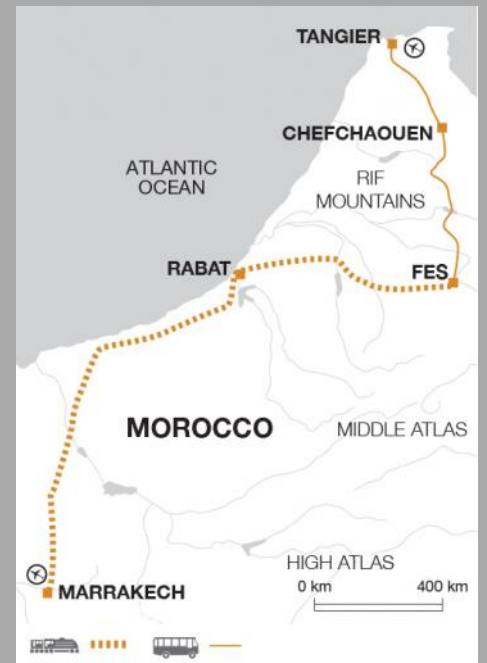 TANGIER
CHEFCHAOUEN
ATLANTIC
OCEAN
RIF
MOUNTAINS
RABAT
FES
MOROCCO
MIDDLE ATLAS
HIGH ATLAS
0 km 400 km
MARRAKECH